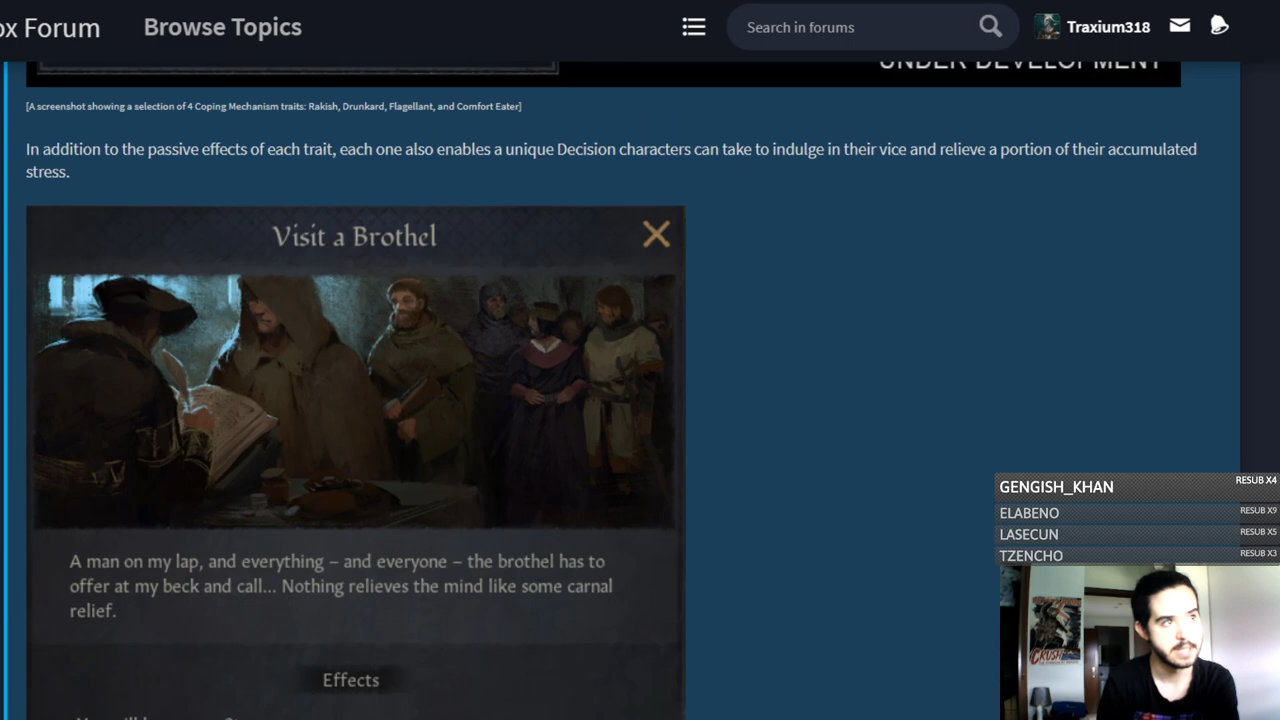 ox Forum
Browse Topics
Search in forums
Traxium318
UNDER DEVELOPMENT
[A screenshot showing a selection of 4 Coping Mechanism traits: Rakish, Drunkard, Flagellant, and Comfort Eater]
In addition to the passive effects of each trait, each one also enables a unique Decision characters can take to indulge in their vice and relieve a portion of their accumulated
stress.
Visit a Brothel
A man on my lap, and everything – and everyone – the brothel has to
offer at my beck and call... Nothing relieves the mind like some carnal
relief.
Effects
GENGISH_KHAN RESUB X4
ELABENO RESUB X9
LASECUN RESUB X5
TZENCHO RESUB X3
CRUSH